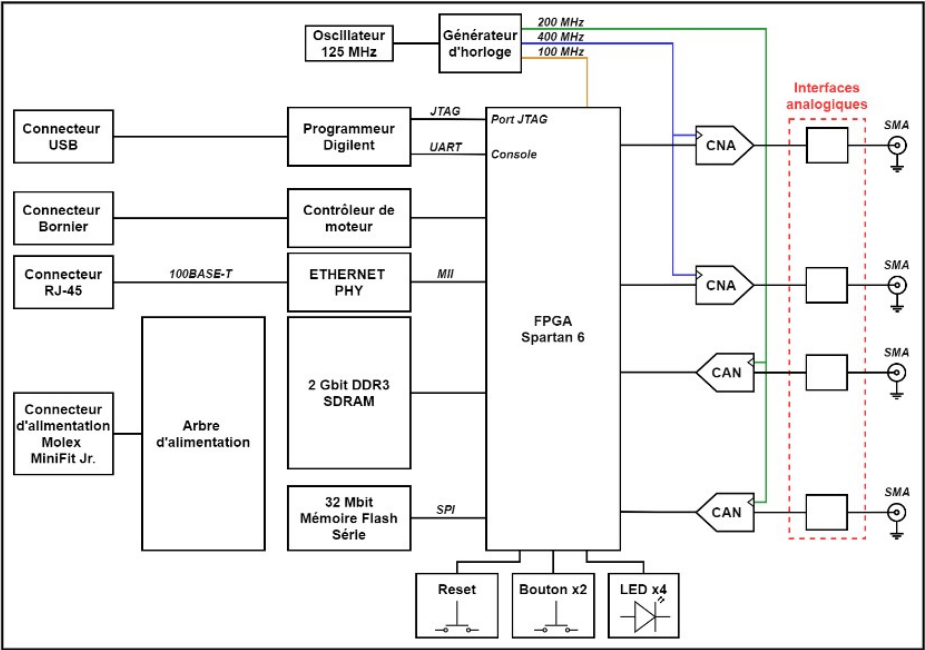 Oscillateur
125 MHz
Générateur
d'horloge
200 MHz
400 MHz
100 MHz
Interfaces
analogiques
Connecteur
USB
Programmeur
Digilent
JTAG
UART
Port JTAG
Console
CNA
SMA
Connecteur
Bornier
Contrôleur de
moteur
Connecteur
RJ-45
100BASE-T
ETHERNET
PHY
MII
FPGA
Spartan 6
CNA
SMA
CAN
SMA
2 Gbit DDR3
SDRAM
Connecteur
d'alimentation
Molex
MiniFit Jr.
Arbre
d'alimentation
32 Mbit
Mémoire Flash
Série
SPI
CAN
SMA
Reset
Bouton x2
LED x4